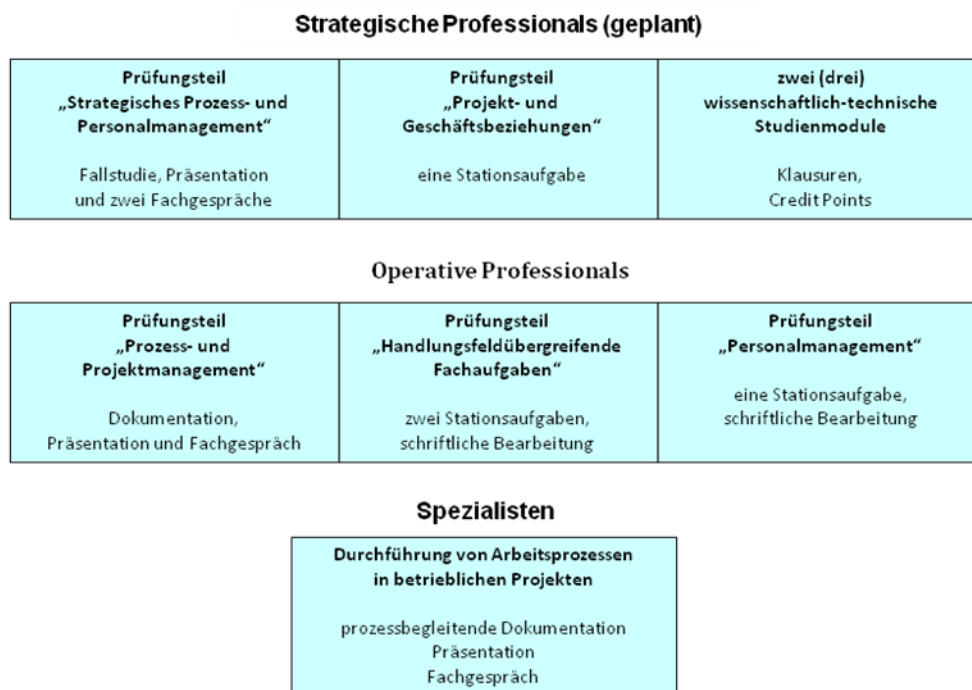 Strategische Professionals (geplant)
Prüfungsteil
„Strategisches Prozess- und
Personalmanagement“
Fallstudie, Präsentation
und zwei Fachgespräche
Prüfungsteil
„Projekt- und
Geschäftsbeziehungen“
eine Stationsaufgabe
zwei (drei)
wissenschaftlich-technische
Studienmodule
Klausuren,
Credit Points
Operative Professionals
Prüfungsteil
„Prozess- und
Projektmanagement“
Dokumentation,
Präsentation und Fachgespräch
Prüfungsteil
„Handlungsfeldübergreifende
Fachaufgaben“
zwei Stationsaufgaben,
schriftliche Bearbeitung
Prüfungsteil
„Personalmanagement“
eine Stationsaufgabe,
schriftliche Bearbeitung
Spezialisten
Durchführung von Arbeitsprozessen
in betrieblichen Projekten
prozessbegleitende Dokumentation
Präsentation
Fachgespräch